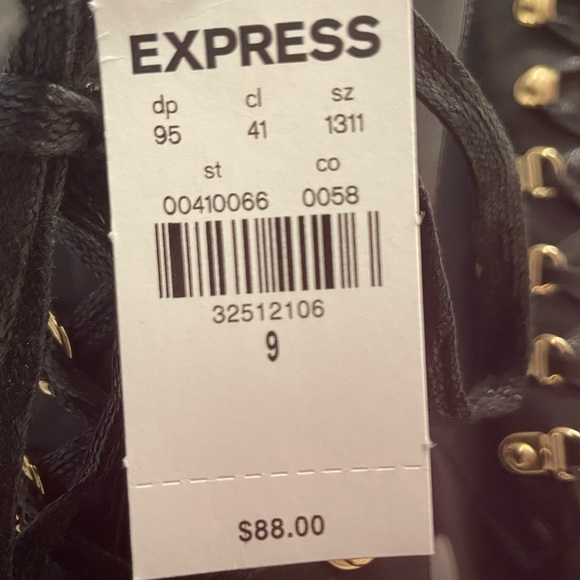 EXPRESS
dp cl sz
95 41 1311
st co
00410066 0058
32512106
9
$88.00